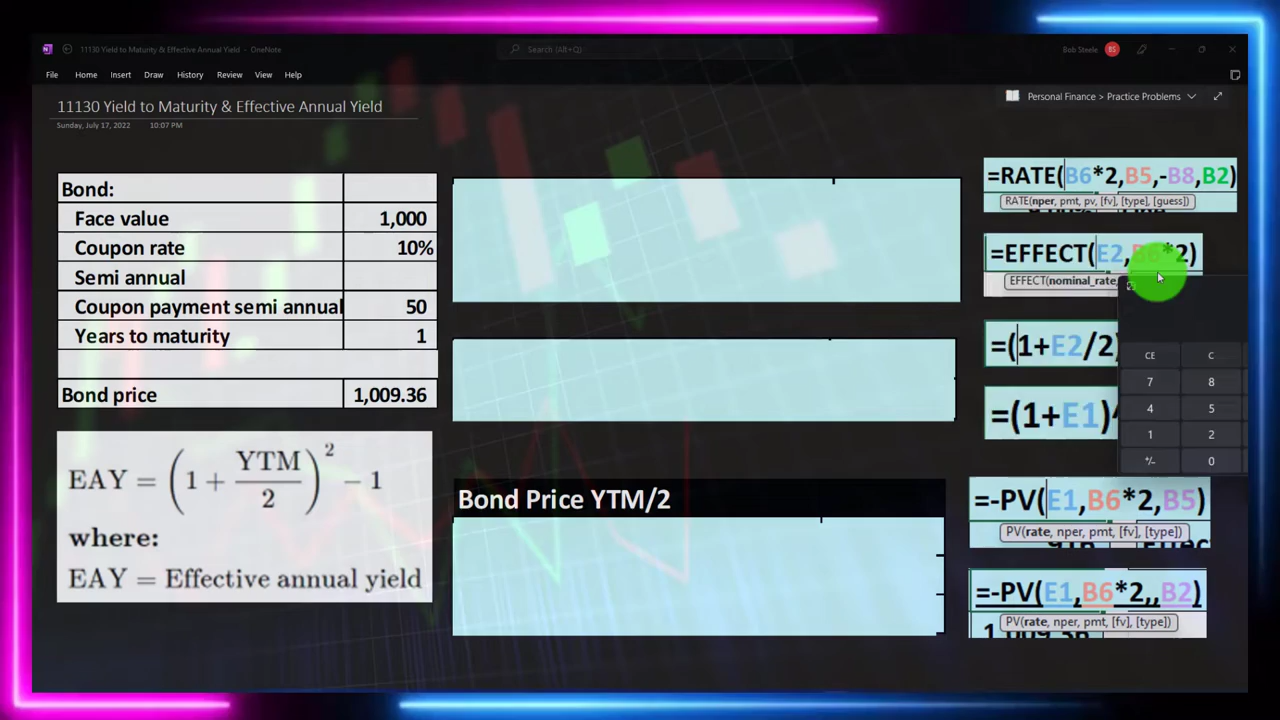 11130 Yield to Maturity & Effective Annual Yield - OneNote
Search (Alt+Q)
Bob Steele BS
File Home Insert Draw History Review View Help
11130 Yield to Maturity & Effective Annual Yield
Sunday, July 17, 2022 10:07 PM
Personal Finance > Practice Problems
Bond:
Face value 1,000
Coupon rate 10%
Semi annual
Coupon payment semi annual 50
Years to maturity 1
Bond price 1,009.36
EAY = (1 + YTM/2)^2 − 1
where:
EAY = Effective annual yield
Bond Price YTM/2
=RATE(B6*2,B5,-B8,B2)
RATE(nper, pmt, pv, [fv], [type], [guess])
=EFFECT(E2,B6*2)
EFFECT(nominal_rate,
=(1+E2/2)
=(1+E1)^
CE C
7 8
4 5
1 2
+/- 0
=-PV(E1,B6*2,B5)
PV(rate, nper, pmt, [fv], [type])
=-PV(E1,B6*2,,B2)
PV(rate, nper, pmt, [fv], [type])